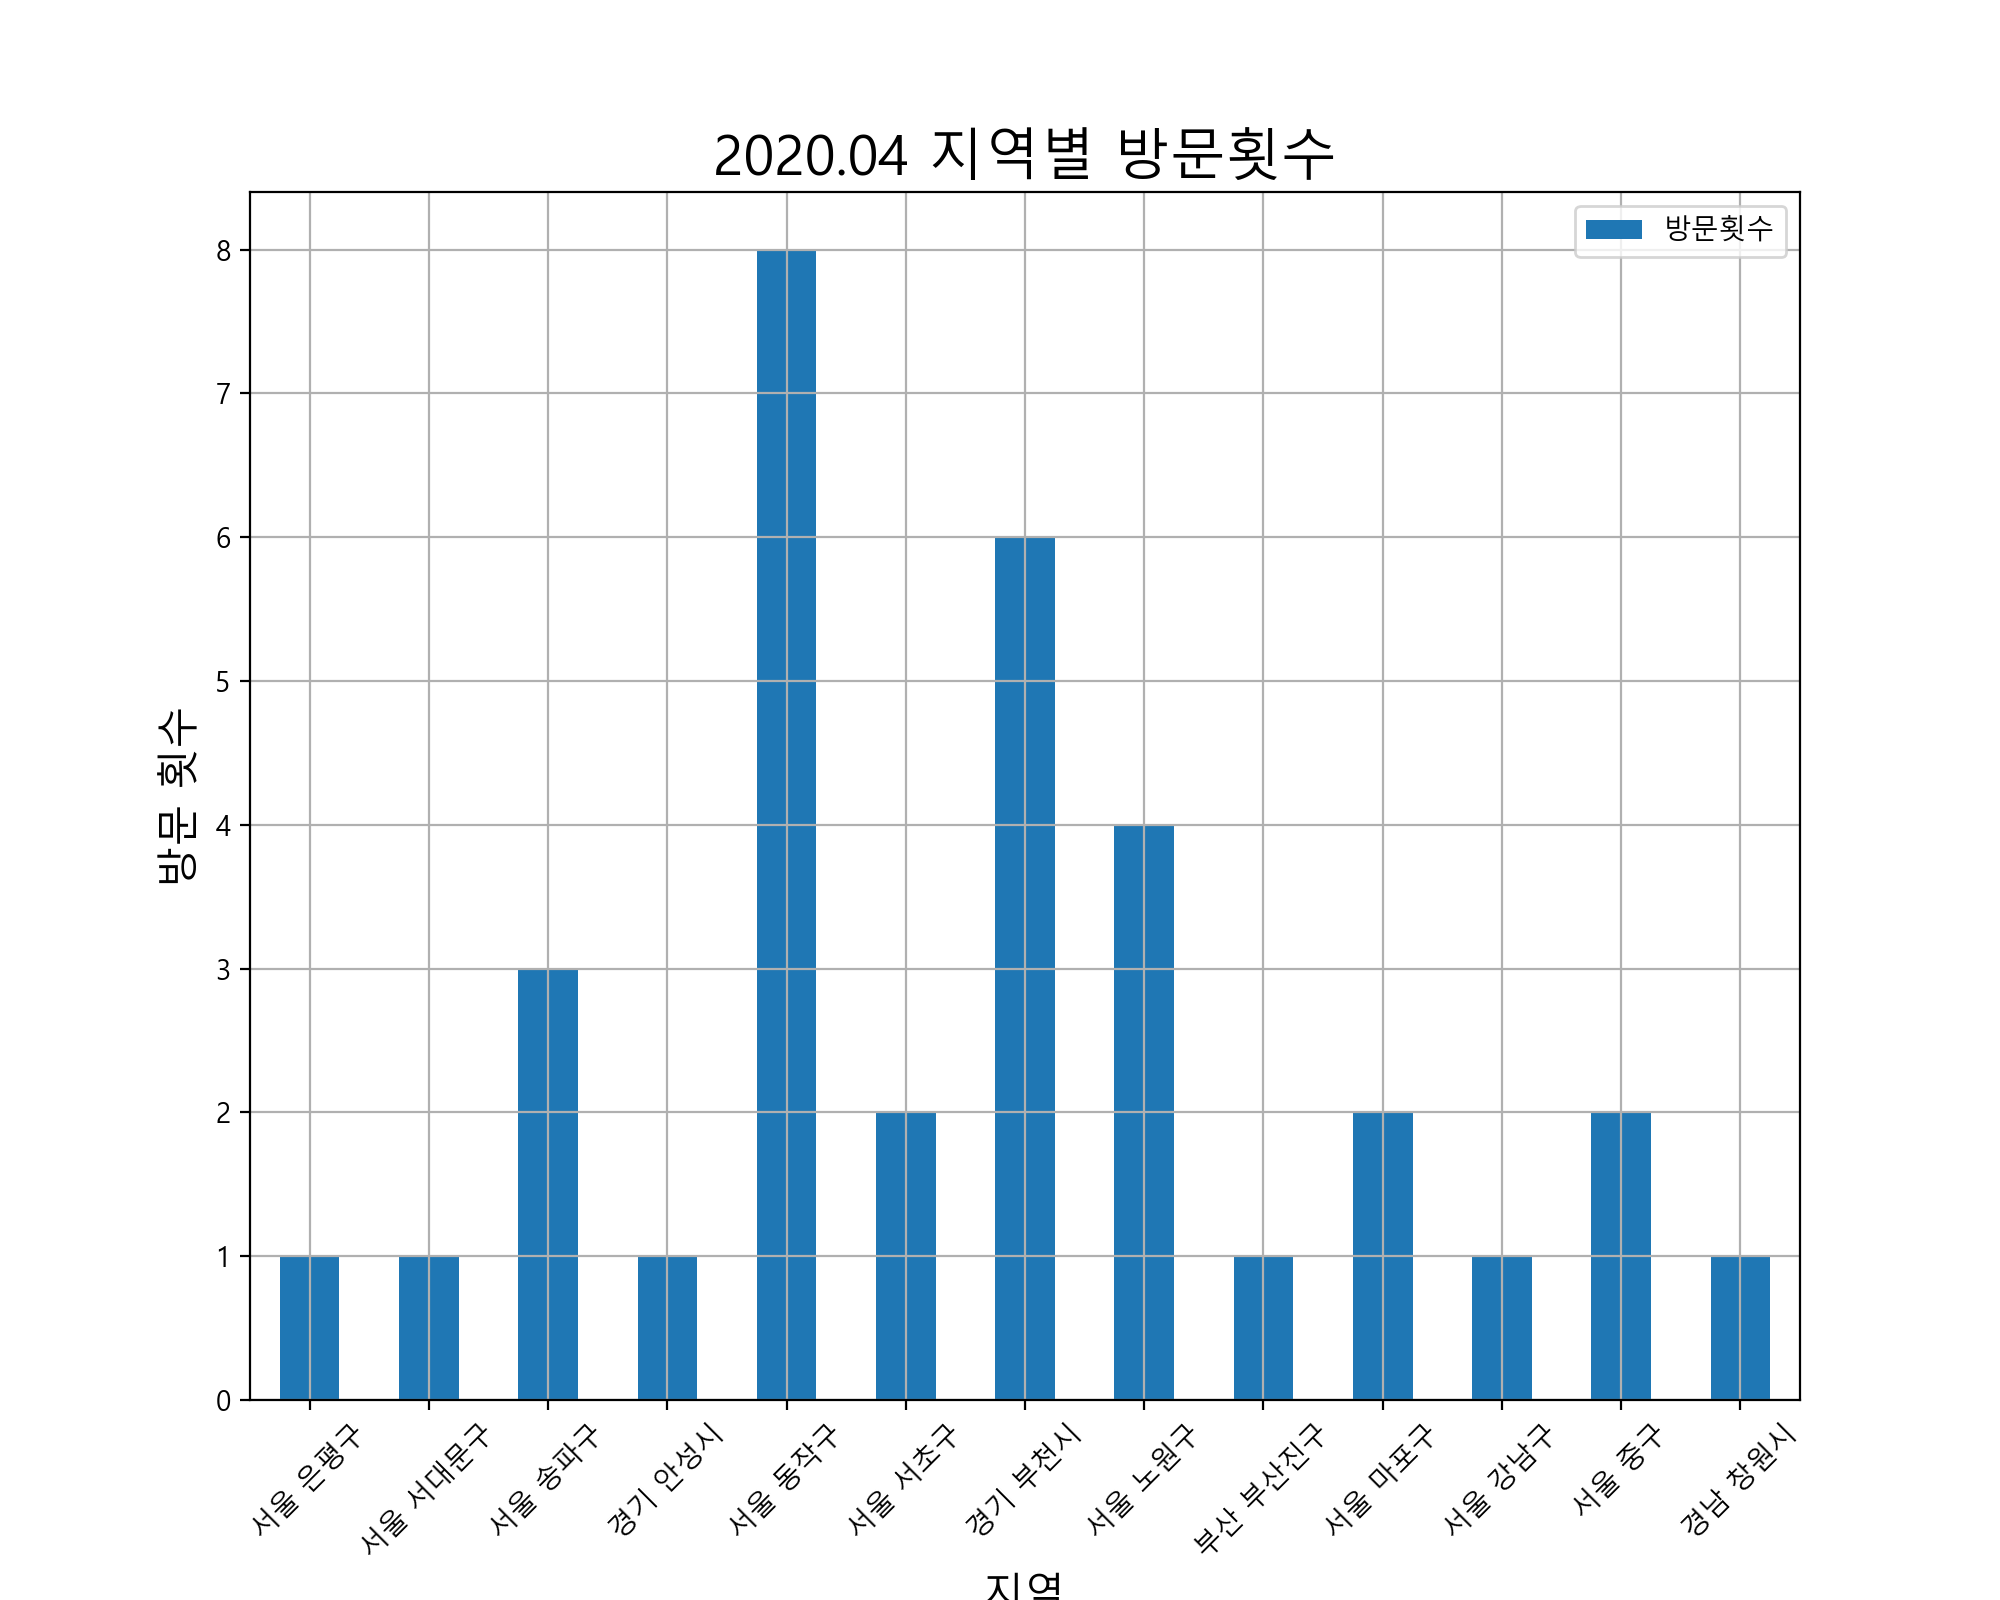 2020.04 지역별 방문횟수
방문횟수
방문 횟수
8
7
6
5
4
3
2
1
0
서울 은평구
서울 서대문구
서울 송파구
경기 안성시
서울 동작구
서울 서초구
경기 부천시
서울 노원구
부산 부산진구
서울 마포구
서울 강남구
서울 중구
경남 창원시
지역